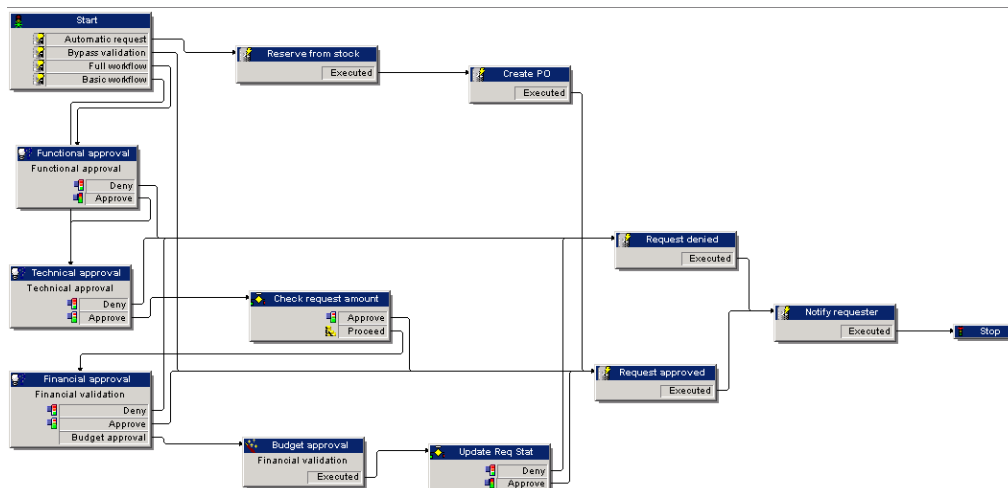 Start
Automatic request
Bypass validation
Full workflow
Basic workflow
Reserve from stock
Executed
Create PO
Executed
Functional approval
Functional approval
Deny
Approve
Request denied
Executed
Technical approval
Technical approval
Deny
Approve
Check request amount
Approve
Proceed
Notify requester
Executed
Stop
Financial approval
Financial validation
Deny
Approve
Budget approval
Request approved
Executed
Budget approval
Financial validation
Executed
Update Req Stat
Deny
Approve